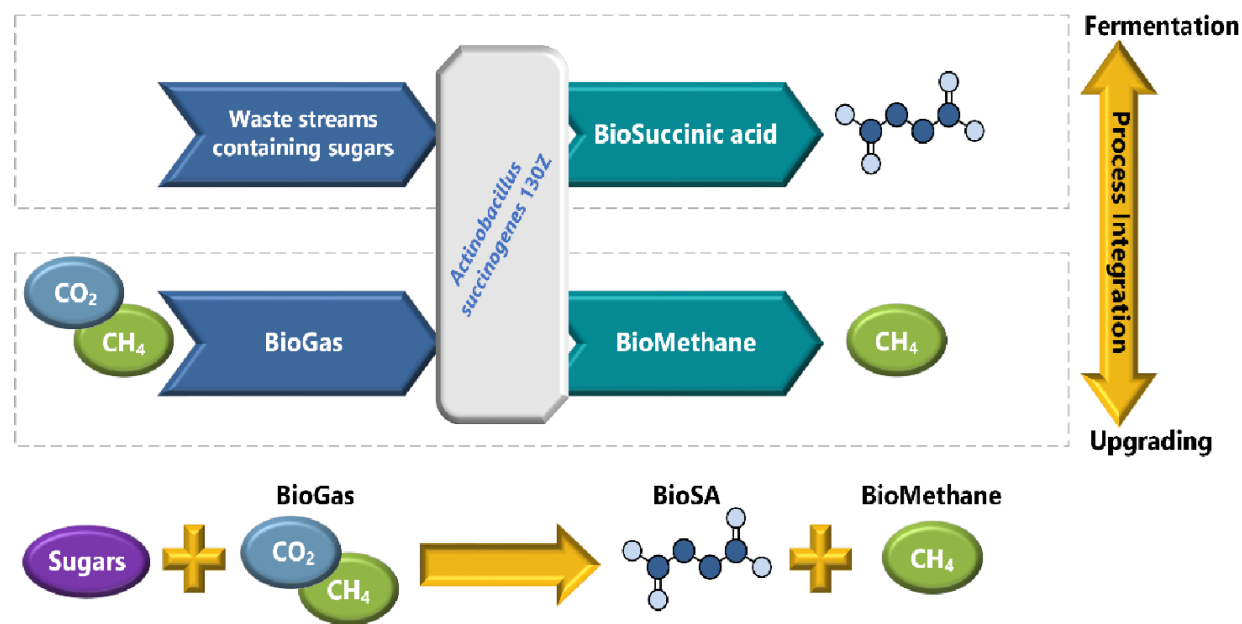 Fermentation
Waste streams
containing sugars
Actinobacillus
succinogenes 130Z
BioSuccinic acid
Process Integration
CO₂
CH₄
BioGas
BioMethane
CH₄
Upgrading
BioGas
BioSA
BioMethane
Sugars
CO₂
CH₄
CH₄